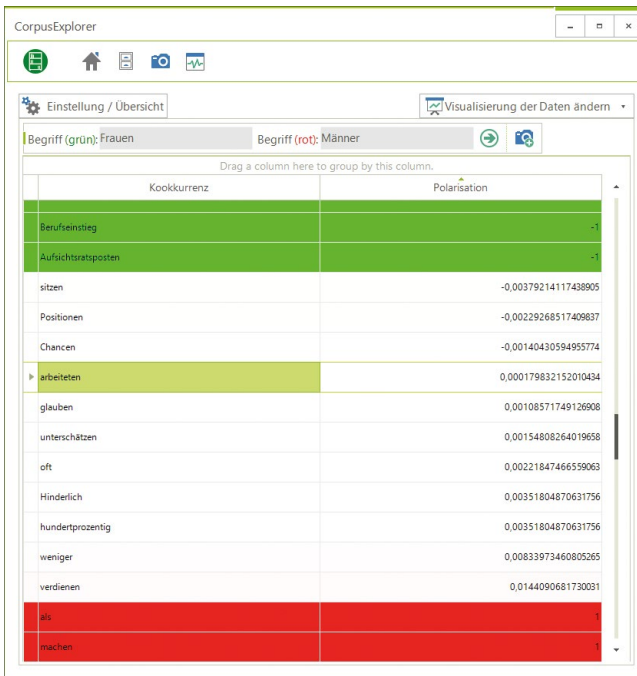 CorpusExplorer
Einstellung / Übersicht Visualisierung der Daten ändern
Begriff (grün): Frauen Begriff (rot): Männer
Drag a column here to group by this column.
Kookkurrenz Polarisation
Berufseinstieg -1
Aufsichtsratsposten -1
sitzen -0,00379214117438905
Positionen -0,00229268517409837
Chancen -0,00140430594955774
arbeiteten 0,000179832152010434
glauben 0,00108571749126908
unterschätzen 0,00154808264019658
oft 0,00221847466559063
Hinderlich 0,00351804870631756
hundertprozentig 0,00351804870631756
weniger 0,00833973460805265
verdienen 0,0144090681730031
als 1
machen 1